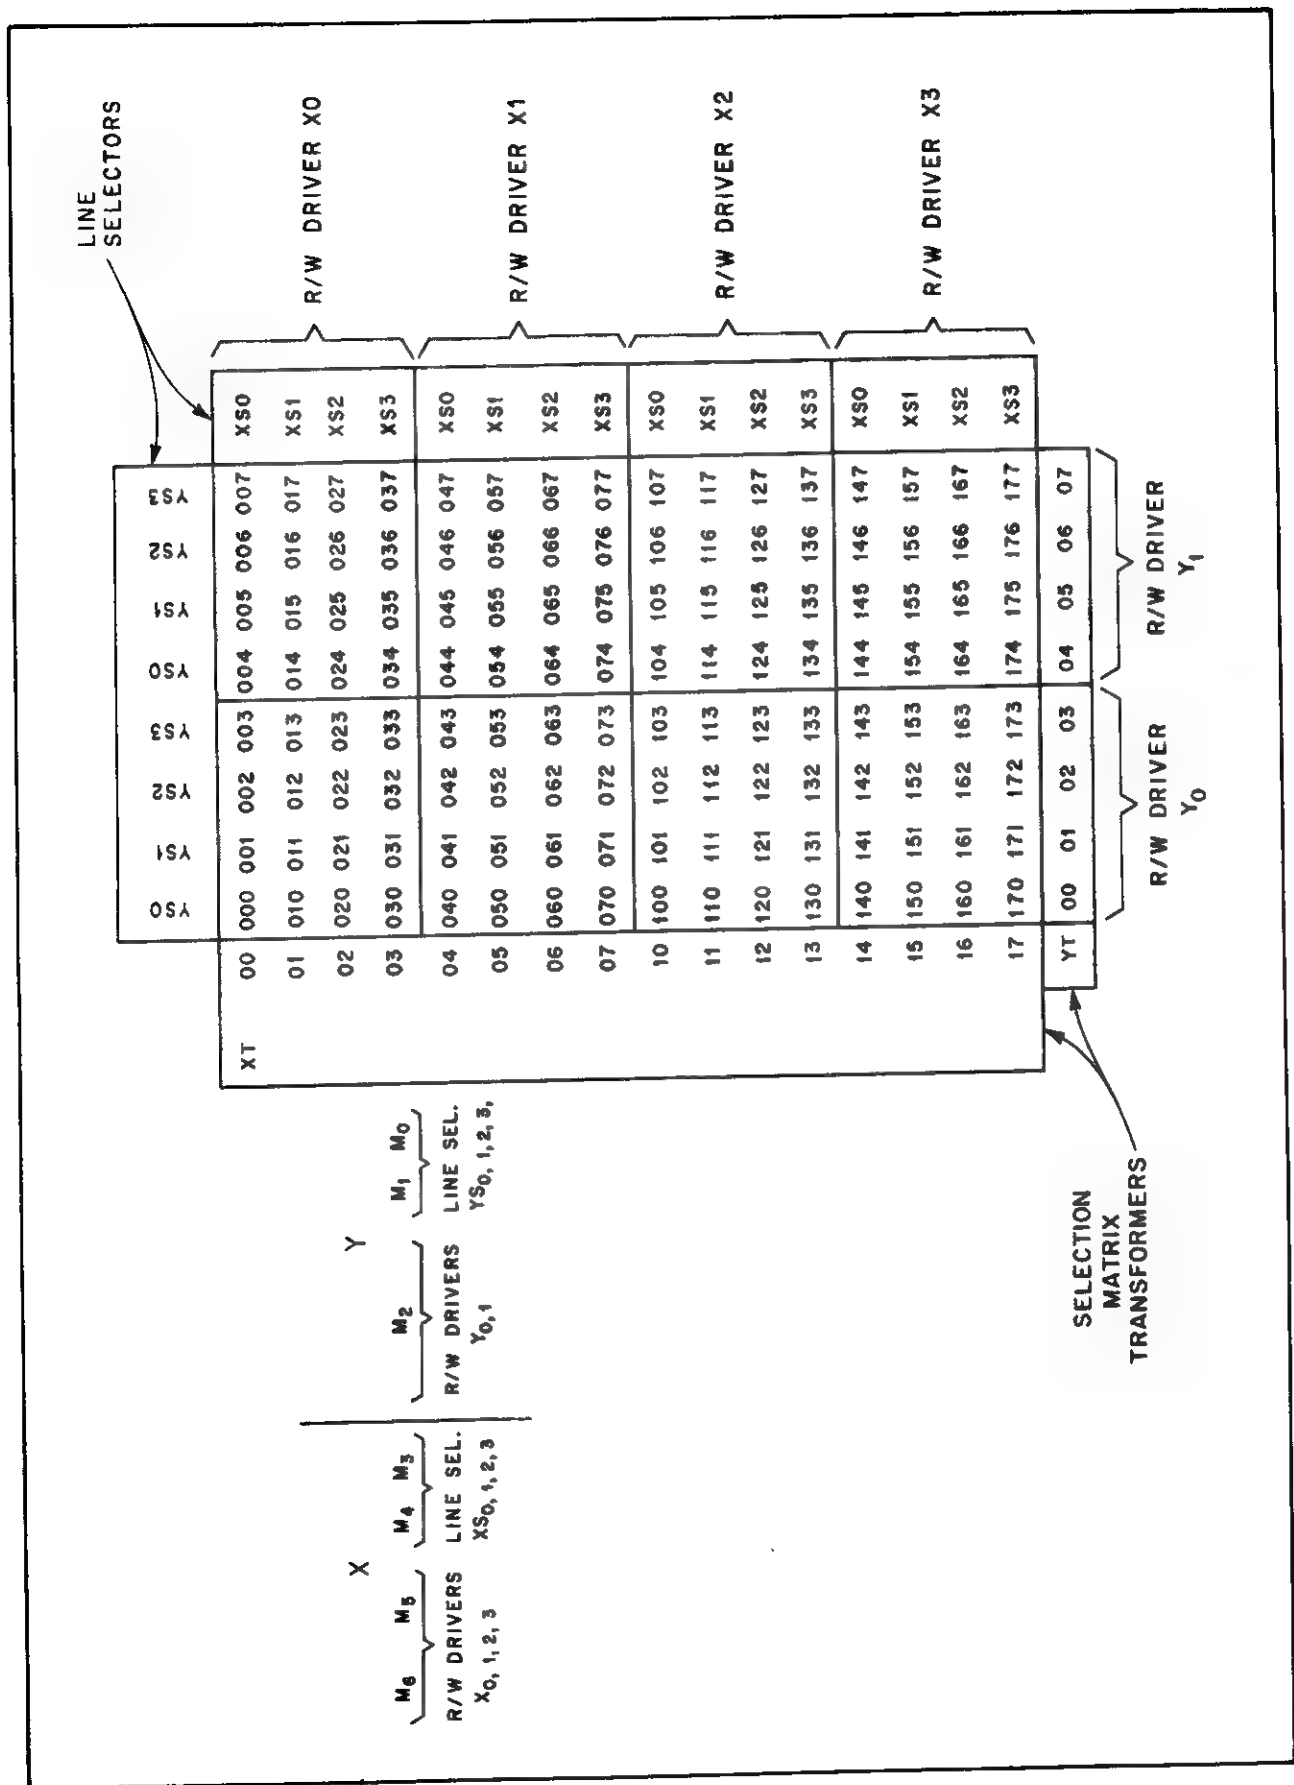 LINE
SELECTORS
YS0 YS1 YS2 YS3 YS0 YS1 YS2 YS3
XT 00 000 001 002 003 004 005 006 007 XS0
01 010 011 012 013 014 015 016 017 XS1
02 020 021 022 023 024 025 026 027 XS2
03 030 031 032 033 034 035 036 037 XS3
R/W DRIVER X0
04 040 041 042 043 044 045 046 047 XS0
05 050 051 052 053 054 055 056 057 XS1
06 060 061 062 063 064 065 066 067 XS2
07 070 071 072 073 074 075 076 077 XS3
R/W DRIVER X1
10 100 101 102 103 104 105 106 107 XS0
11 110 111 112 113 114 115 116 117 XS1
12 120 121 122 123 124 125 126 127 XS2
13 130 131 132 133 134 135 136 137 XS3
R/W DRIVER X2
14 140 141 142 143 144 145 146 147 XS0
15 150 151 152 153 154 155 156 157 XS1
16 160 161 162 163 164 165 166 167 XS2
17 170 171 172 173 174 175 176 177 XS3
R/W DRIVER X3
YT 00 01 02 03 04 05 06 07
R/W DRIVER
Y0
R/W DRIVER
Y1
X Y
M6 M5 M4 M3 M2 M1 M0
R/W DRIVERS LINE SEL. R/W DRIVERS LINE SEL.
X0, 1, 2, 3 XS0, 1, 2, 3 Y0, 1 YS0, 1, 2, 3,
SELECTION
MATRIX
TRANSFORMERS